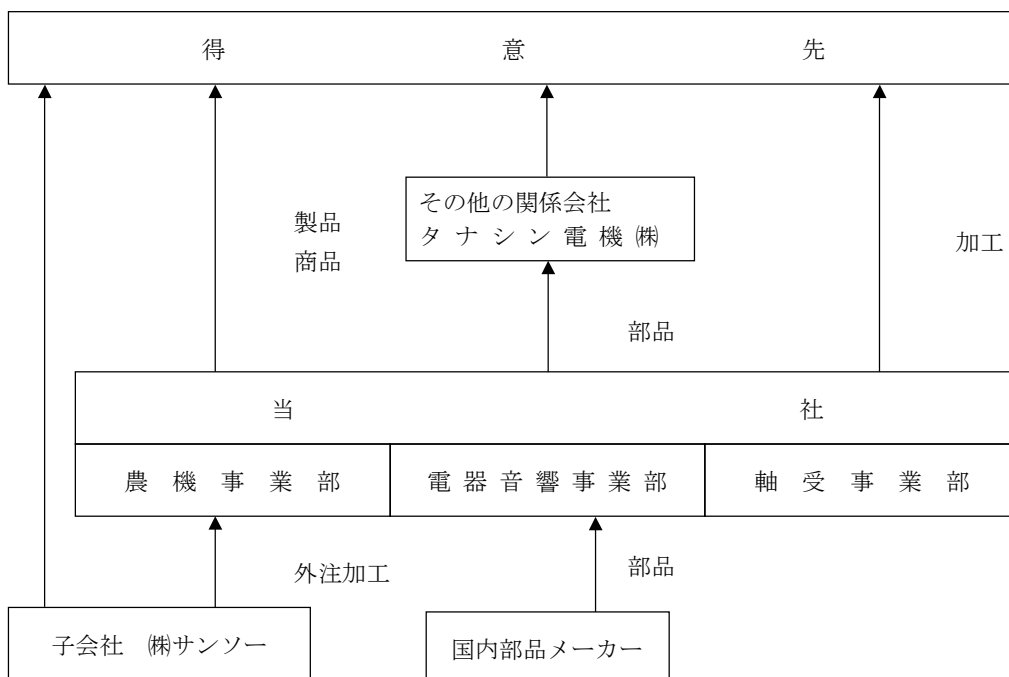 得意先
その他の関係会社
タナシン電機㈱
製品
商品
加工
部品
当社
農機事業部
電器音響事業部
軸受事業部
外注加工
部品
子会社 ㈱サンソー
国内部品メーカー